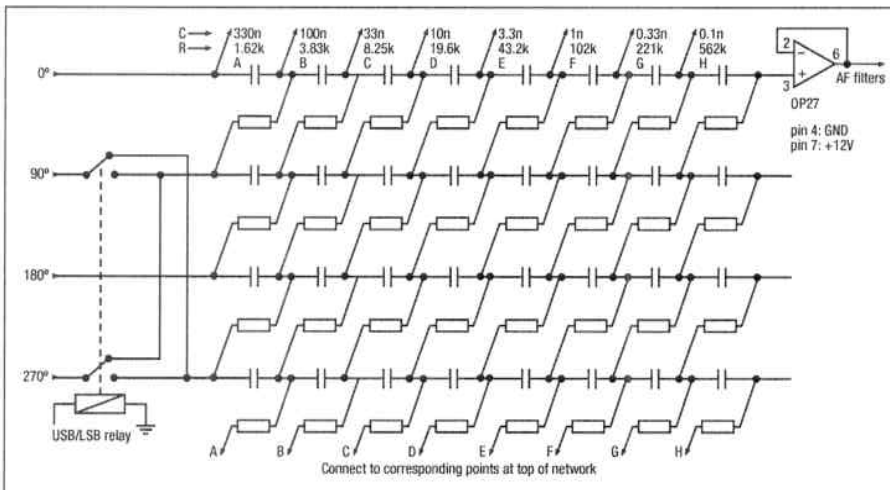 C 330n 100n 33n 10n 3.3n 1n 0.33n 0.1n
R 1.62k 3.83k 8.25k 19.6k 43.2k 102k 221k 562k
A B C D E F G H
0°
2
−
6
3
+
AF filters
OP27
pin 4: GND
pin 7: +12V
90°
180°
270°
USB/LSB relay
A B C D E F G H
Connect to corresponding points at top of network